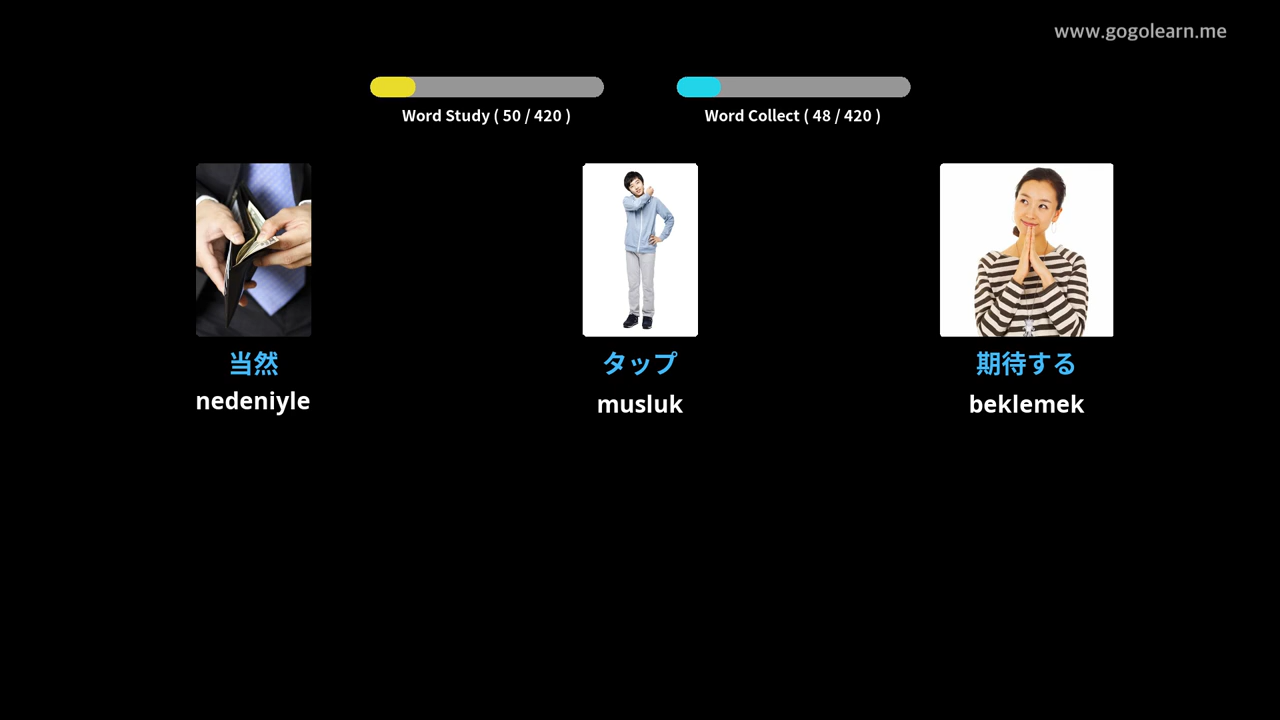 www.gogolearn.me
Word Study ( 50 / 420 )
Word Collect ( 48 / 420 )
当然
タップ
期待する
nedeniyle
musluk
beklemek